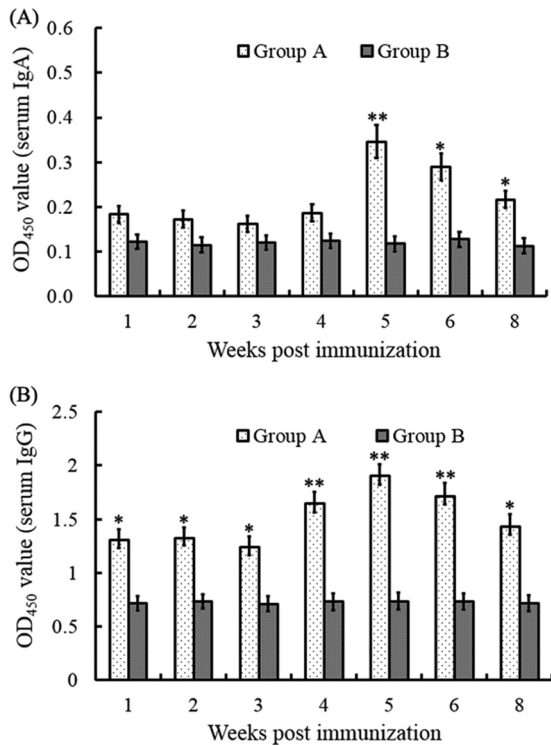 (A)
0.6
0.5
0.4
0.3
0.2
0.1
0.0
OD450 value (serum IgA)
Group A Group B
** * *
1 2 3 4 5 6 8
Weeks post immunization
(B)
2.5
2
1.5
1
0.5
0
OD450 value (serum IgG)
Group A Group B
* * * ** ** ** *
1 2 3 4 5 6 8
Weeks post immunization